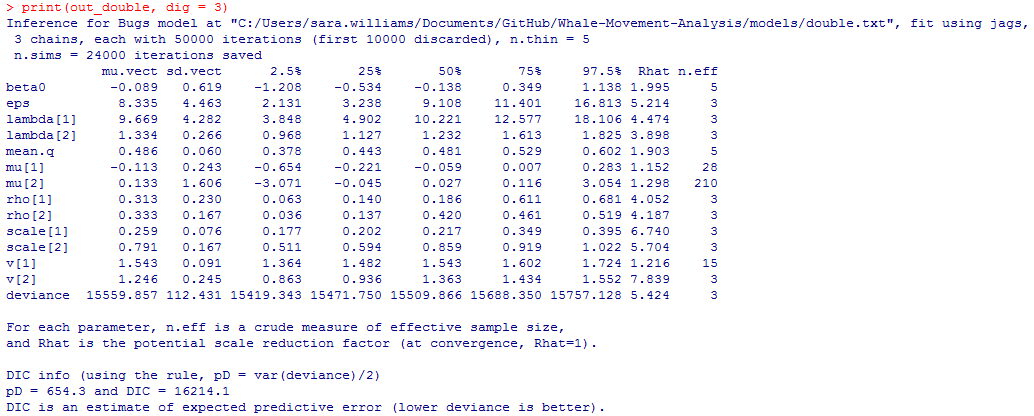 > print(out_double, dig = 3)
Inference for Bugs model at "C:/Users/sara.williams/Documents/GitHub/Whale-Movement-Analysis/models/double.txt", fit using jags,
 3 chains, each with 50000 iterations (first 10000 discarded), n.thin = 5
 n.sims = 24000 iterations saved
            mu.vect sd.vect      2.5%       25%       50%       75%     97.5%  Rhat n.eff
beta0        -0.089   0.619    -1.208    -0.534    -0.138     0.349     1.138 1.995     5
eps           8.335   4.463     2.131     3.238     9.108    11.401    16.813 5.214     3
lambda[1]     9.669   4.282     3.848     4.902    10.221    12.577    18.106 4.474     3
lambda[2]     1.334   0.266     0.968     1.127     1.232     1.613     1.825 3.898     3
mean.q        0.486   0.060     0.378     0.443     0.481     0.529     0.602 1.903     5
mu[1]        -0.113   0.243    -0.654    -0.221    -0.059     0.007     0.283 1.152    28
mu[2]         0.133   1.606    -3.071    -0.045     0.027     0.116     3.054 1.298   210
rho[1]        0.313   0.230     0.063     0.140     0.186     0.611     0.681 4.052     3
rho[2]        0.333   0.167     0.036     0.137     0.420     0.461     0.519 4.187     3
scale[1]      0.259   0.076     0.177     0.202     0.217     0.349     0.395 6.740     3
scale[2]      0.791   0.167     0.511     0.594     0.859     0.919     1.022 5.704     3
v[1]          1.543   0.091     1.364     1.482     1.543     1.602     1.724 1.216    15
v[2]          1.246   0.245     0.863     0.936     1.363     1.434     1.552 7.839     3
deviance  15559.857 112.431 15419.343 15471.750 15509.866 15688.350 15757.128 5.424     3

For each parameter, n.eff is a crude measure of effective sample size,
and Rhat is the potential scale reduction factor (at convergence, Rhat=1).

DIC info (using the rule, pD = var(deviance)/2)
pD = 654.3 and DIC = 16214.1
DIC is an estimate of expected predictive error (lower deviance is better).